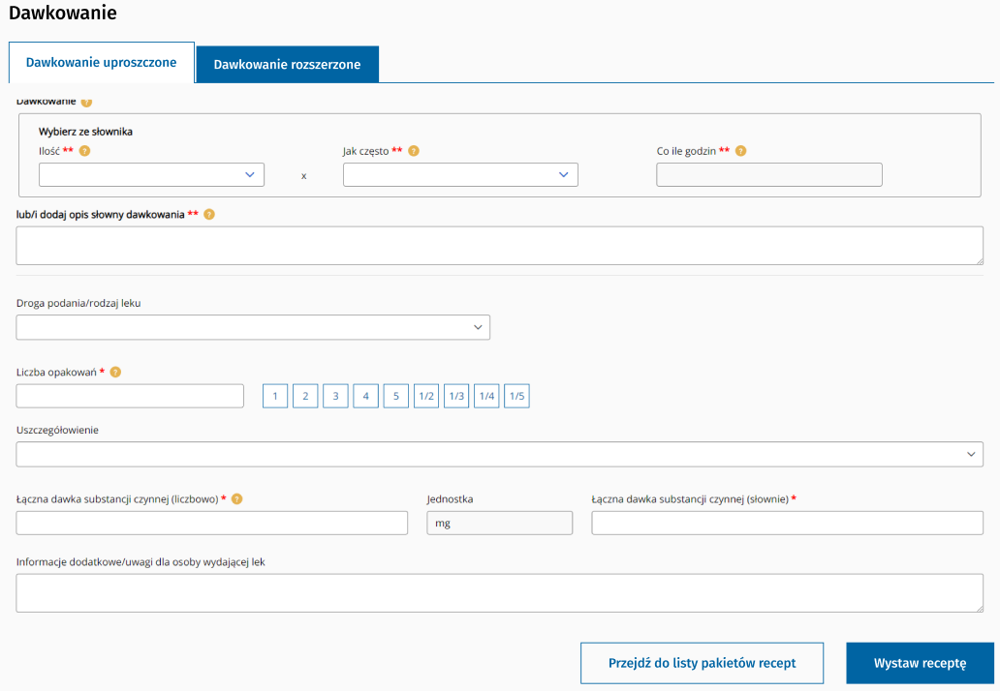 Dawkowanie
Dawkowanie uproszczone Dawkowanie rozszerzone
Dawkowanie ?
Wybierz ze słownika
Ilość ** ? Jak często ** ? Co ile godzin ** ?
x
lub/i dodaj opis słowny dawkowania ** ?
Droga podania/rodzaj leku
Liczba opakowań * ?
1 2 3 4 5 1/2 1/3 1/4 1/5
Uszczegółowienie
Łączna dawka substancji czynnej (liczbowo) * ? Jednostka Łączna dawka substancji czynnej (słownie) *
mg
Informacje dodatkowe/uwagi dla osoby wydającej lek
Przejdź do listy pakietów recept Wystaw receptę